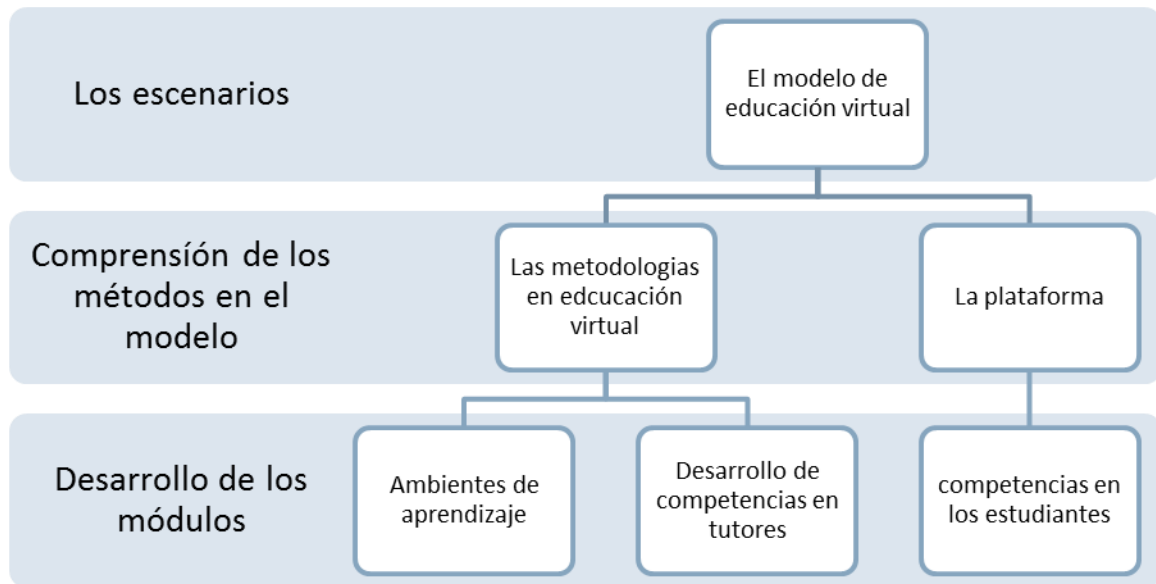 Los escenarios
El modelo de
educación virtual
Comprensíón de los
métodos en el
modelo
Las metodologias
en edcucación
virtual
La plataforma
Desarrollo de los
módulos
Ambientes de
aprendizaje
Desarrollo de
competencias en
tutores
competencias en
los estudiantes